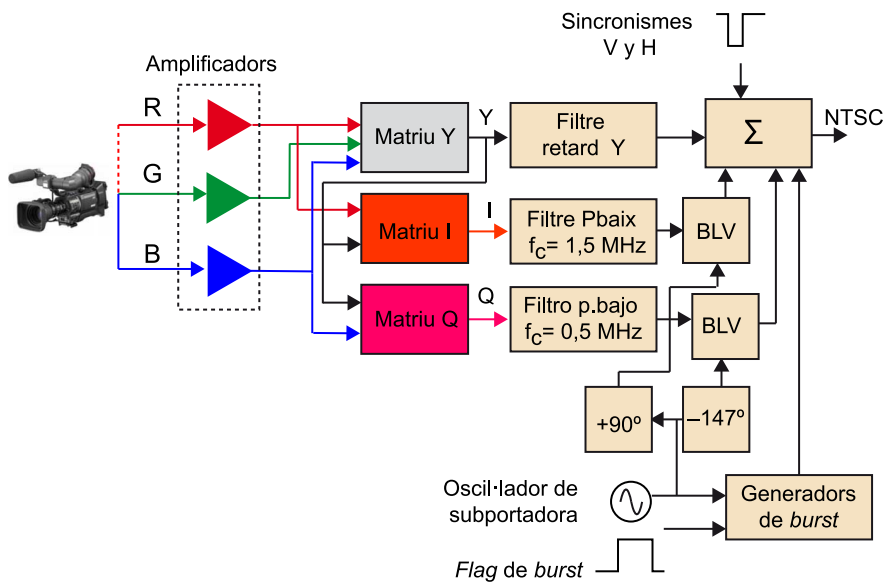 Sincronismes
V y H
Amplificadors
R
G
B
Matriu Y
Y
Filtre
retard Y
Σ
NTSC
Matriu I
I
Filtre Pbaix
fc= 1,5 MHz
BLV
Matriu Q
Q
Filtro p.bajo
fc= 0,5 MHz
BLV
+90º
–147º
Oscil·lador de
subportadora
Generadors
de burst
Flag de burst